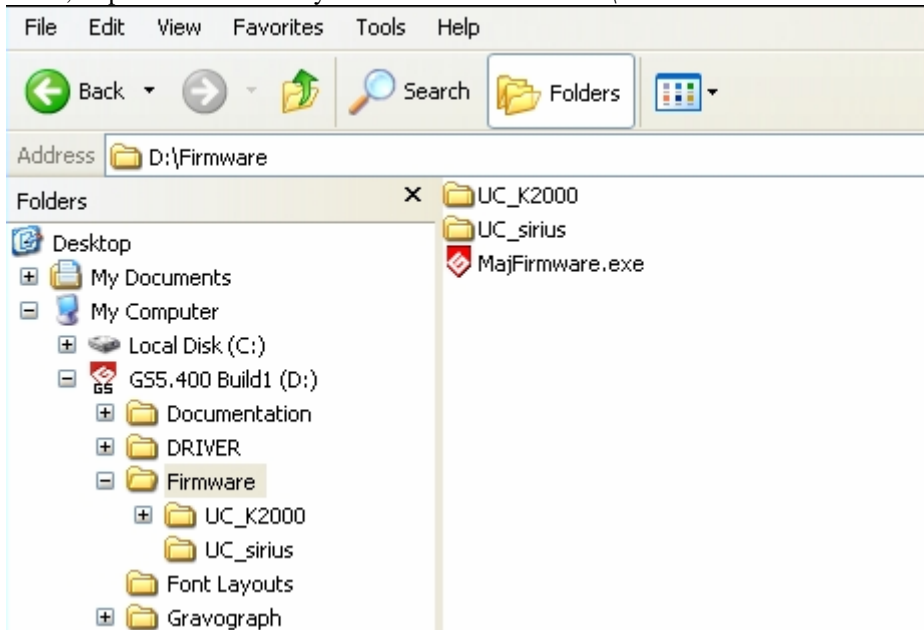 File Edit View Favorites Tools Help
Back Search Folders
Address D:\Firmware
Folders
UC_K2000
UC_sirius
MajFirmware.exe
Desktop
My Documents
My Computer
Local Disk (C:)
GS5.400 Build1 (D:)
Documentation
DRIVER
Firmware
UC_K2000
UC_sirius
Font Layouts
Gravograph